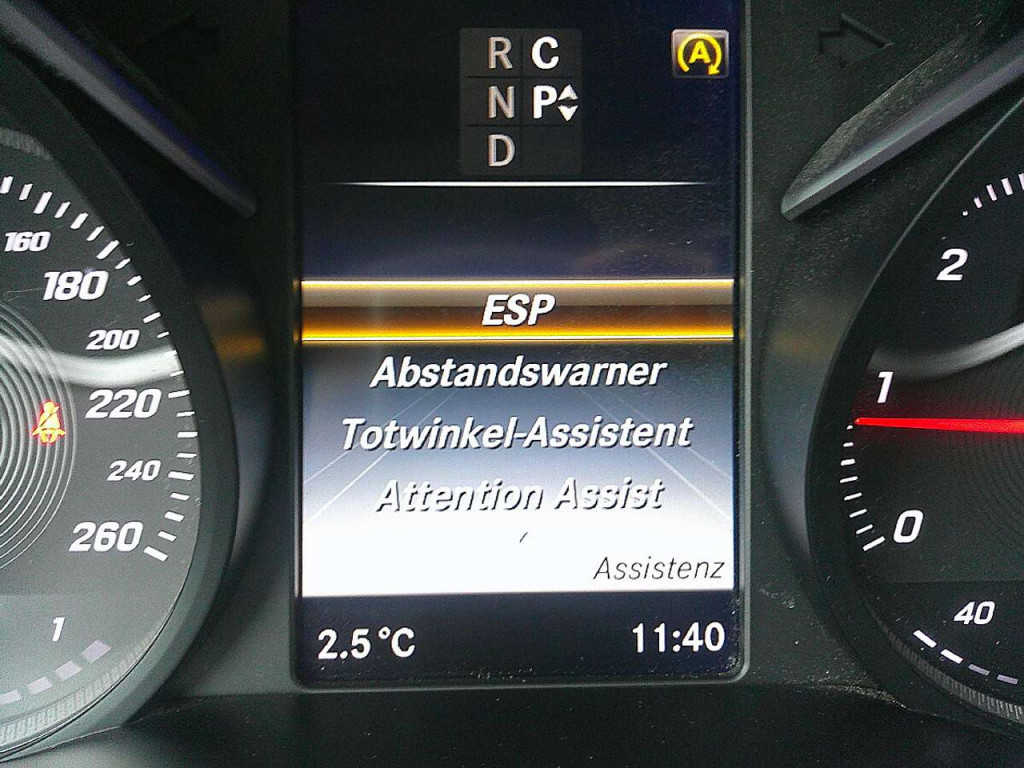 R C
N P
D
A
ESP
Abstandswarner
Totwinkel-Assistent
Attention Assist
Assistenz
2.5 °C
11:40
160
180
200
220
240
260
1
2
1
0
40